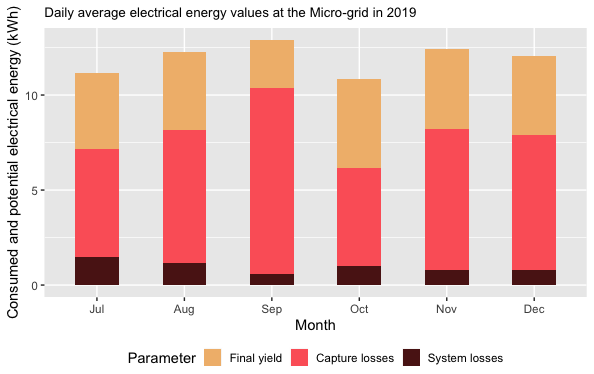 Daily average electrical energy values at the Micro-grid in 2019
Consumed and potential electrical energy (kWh)
10
5
0
Jul Aug Sep Oct Nov Dec
Month
Parameter Final yield Capture losses System losses